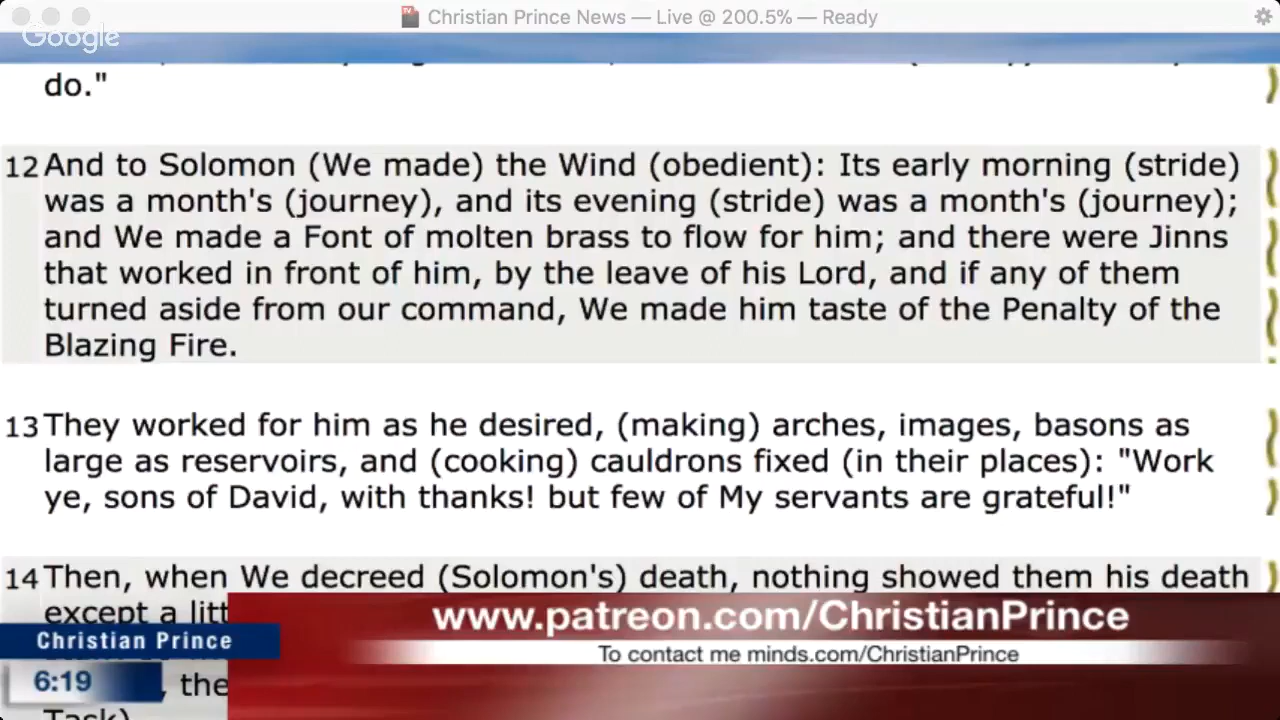 Christian Prince News — Live @ 200.5% — Ready
Google
do."
12 And to Solomon (We made) the Wind (obedient): Its early morning (stride)
was a month's (journey), and its evening (stride) was a month's (journey);
and We made a Font of molten brass to flow for him; and there were Jinns
that worked in front of him, by the leave of his Lord, and if any of them
turned aside from our command, We made him taste of the Penalty of the
Blazing Fire.
13 They worked for him as he desired, (making) arches, images, basons as
large as reservoirs, and (cooking) cauldrons fixed (in their places): "Work
ye, sons of David, with thanks! but few of My servants are grateful!"
14 Then, when We decreed (Solomon's) death, nothing showed them his death
except a litt
www.patreon.com/ChristianPrince
Christian Prince
To contact me minds.com/ChristianPrince
6:19
, the
Task)